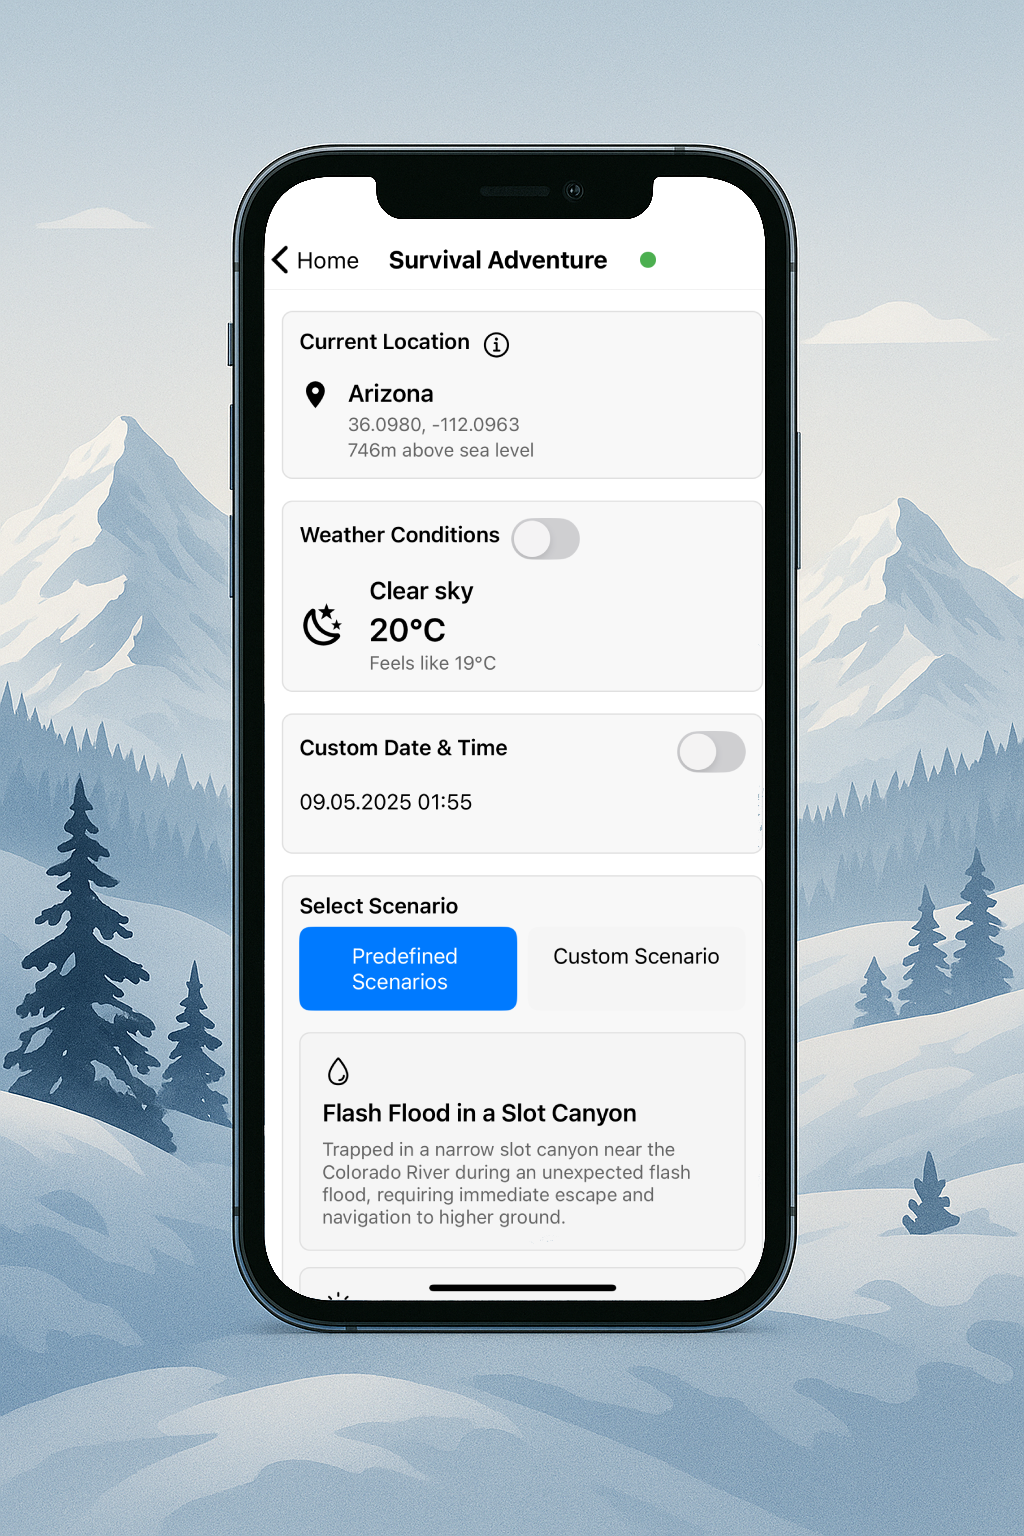 Home
Survival Adventure
Current Location
Arizona
36.0980, -112.0963
746m above sea level
Weather Conditions
Clear sky
20°C
Feels like 19°C
Custom Date & Time
09.05.2025 01:55
Select Scenario
Predefined
Scenarios
Custom Scenario
Flash Flood in a Slot Canyon
Trapped in a narrow slot canyon near the
Colorado River during an unexpected flash
flood, requiring immediate escape and
navigation to higher ground.